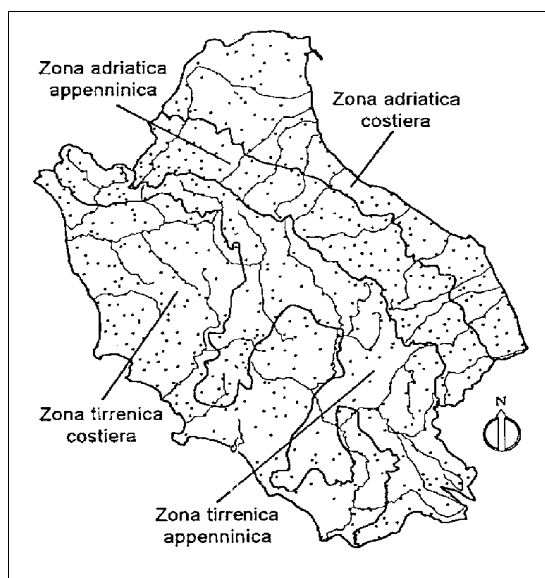 Zona adriatica
appenninica
Zona adriatica
costiera
Zona tirrenica
costiera
N
Zona tirrenica
appenninica